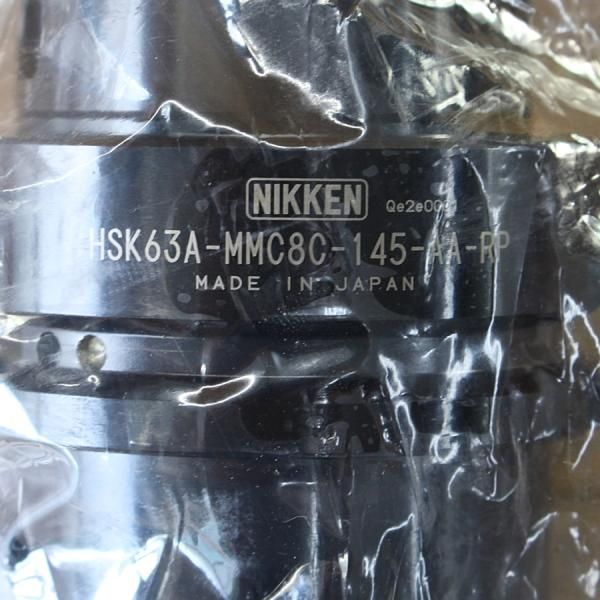 NIKKEN
HSK63A-MMC8C-145-AA-RP
MADE IN JAPAN